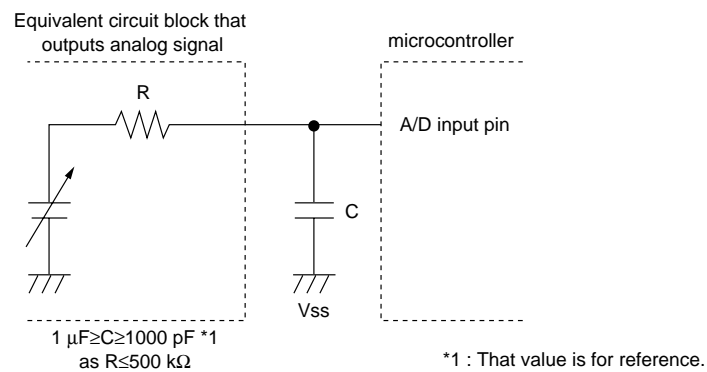 Equivalent circuit block that
outputs analog signal
microcontroller
R
A/D input pin
C
Vss
1 μF≥C≥1000 pF *1
as R≤500 kΩ
*1 : That value is for reference.